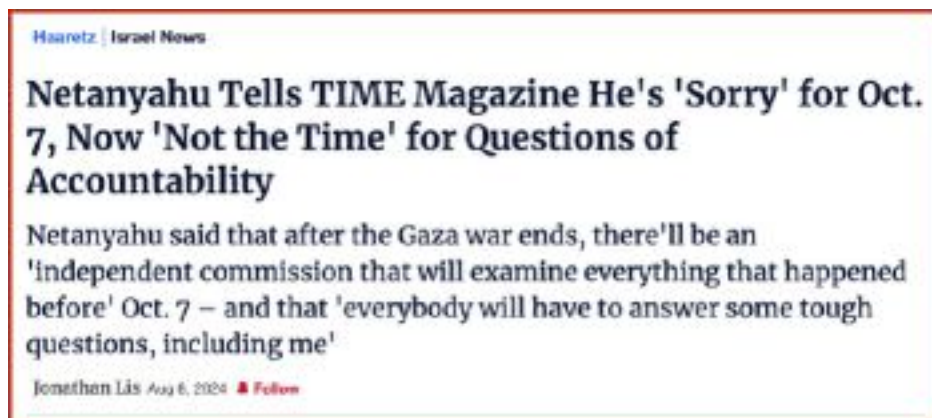 Haaretz | Israel News
Netanyahu Tells TIME Magazine He's 'Sorry' for Oct.
7, Now 'Not the Time' for Questions of
Accountability
Netanyahu said that after the Gaza war ends, there'll be an
'independent commission that will examine everything that happened
before' Oct. 7 – and that 'everybody will have to answer some tough
questions, including me'
Jonathan Lis Aug 8, 2024 Follow